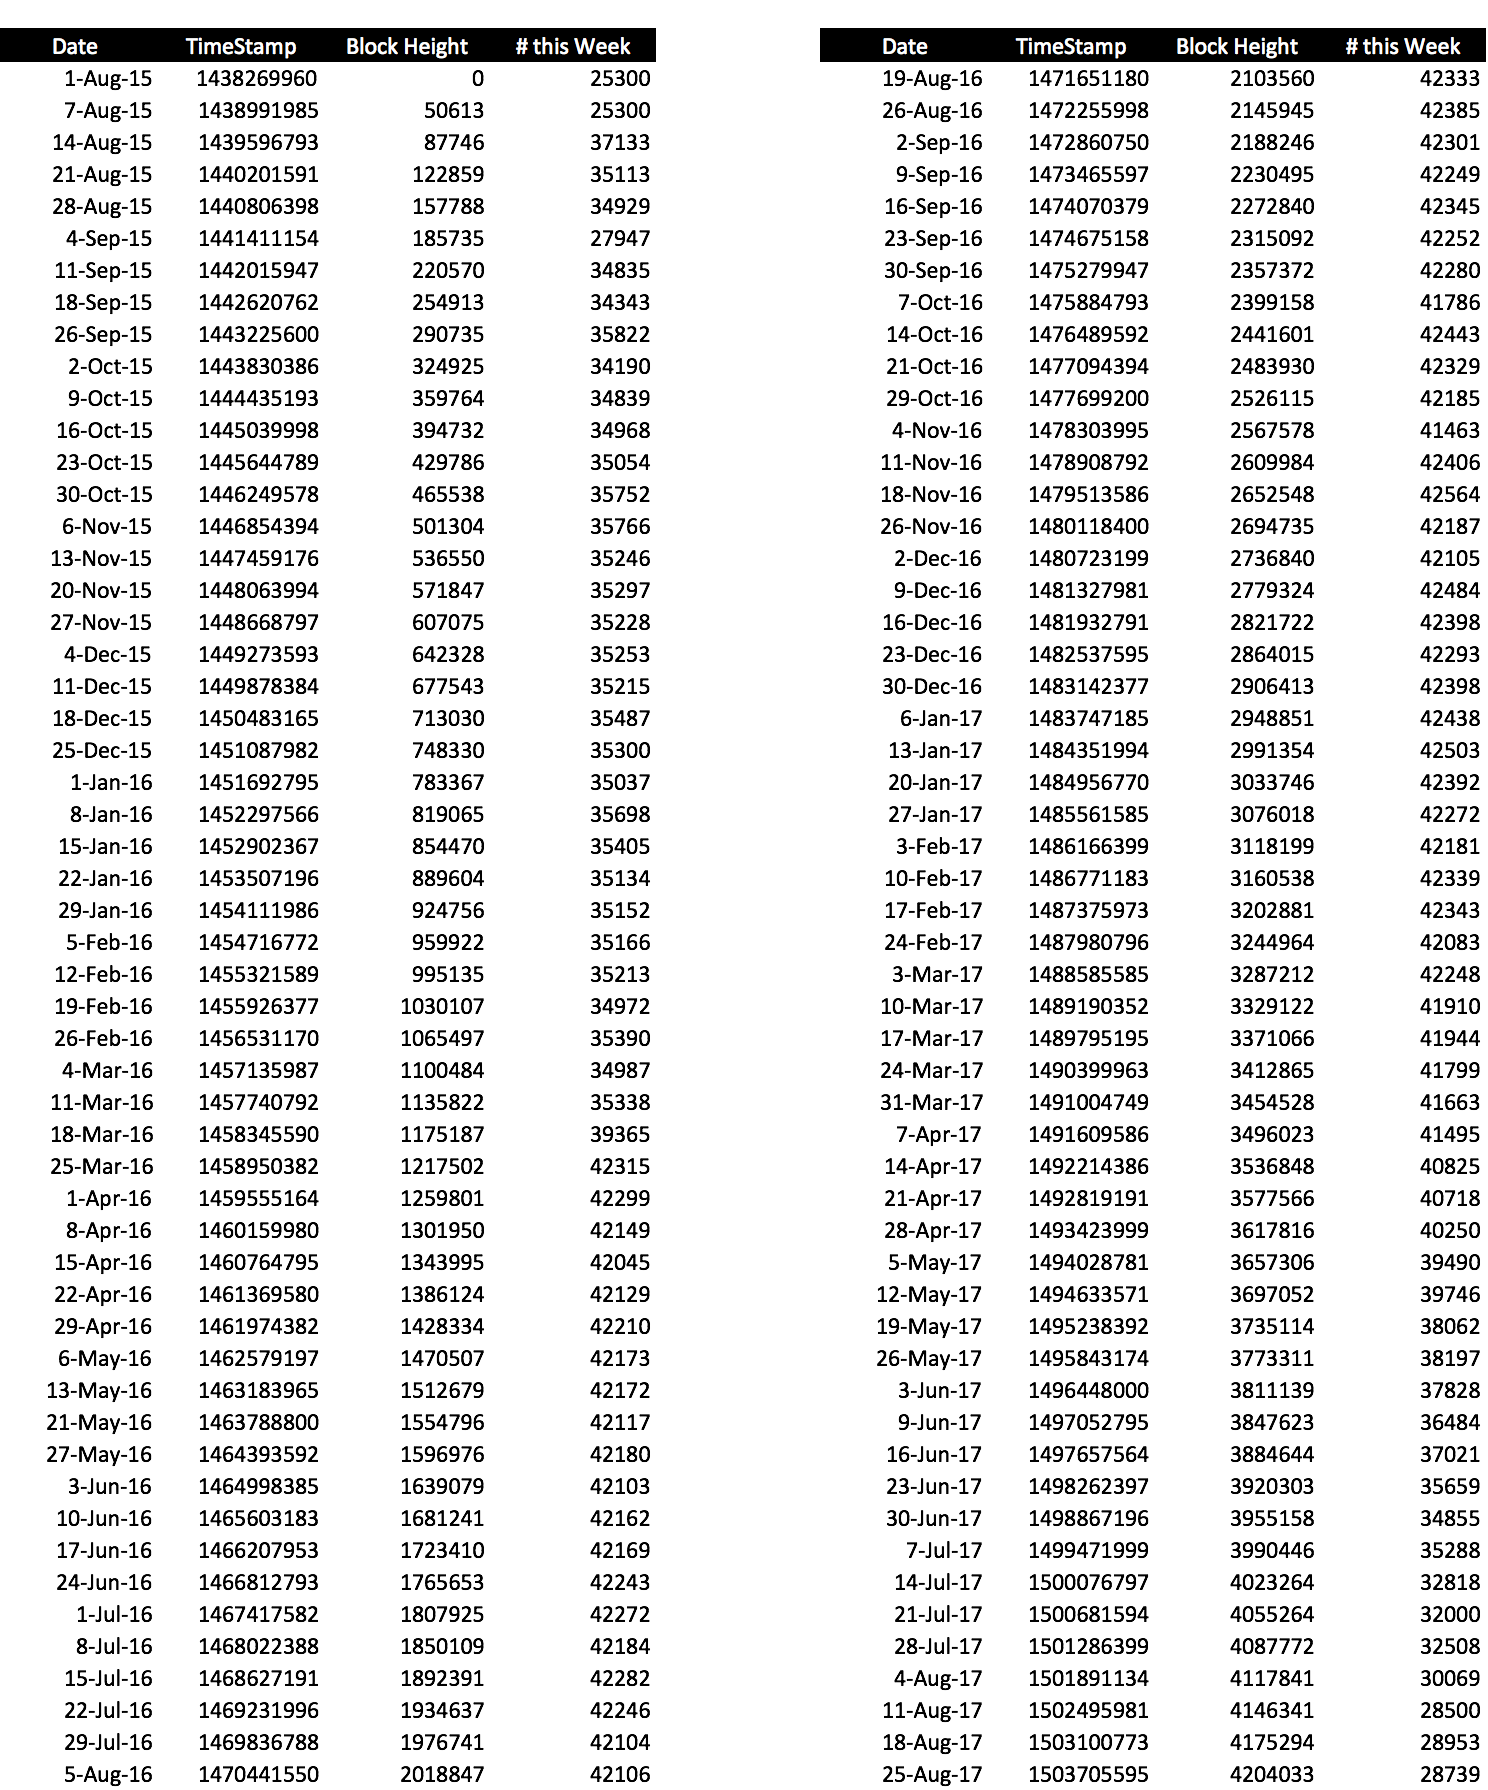 Date TimeStamp Block Height # this Week
1-Aug-15 1438269960 0 25300
7-Aug-15 1438991985 50613 25300
14-Aug-15 1439596793 87746 37133
21-Aug-15 1440201591 122859 35113
28-Aug-15 1440806398 157788 34929
4-Sep-15 1441411154 185735 27947
11-Sep-15 1442015947 220570 34835
18-Sep-15 1442620762 254913 34343
26-Sep-15 1443225600 290735 35822
2-Oct-15 1443830386 324925 34190
9-Oct-15 1444435193 359764 34839
16-Oct-15 1445039998 394732 34968
23-Oct-15 1445644789 429786 35054
30-Oct-15 1446249578 465538 35752
6-Nov-15 1446854394 501304 35766
13-Nov-15 1447459176 536550 35246
20-Nov-15 1448063994 571847 35297
27-Nov-15 1448668797 607075 35228
4-Dec-15 1449273593 642328 35253
11-Dec-15 1449878384 677543 35215
18-Dec-15 1450483165 713030 35487
25-Dec-15 1451087982 748330 35300
1-Jan-16 1451692795 783367 35037
8-Jan-16 1452297566 819065 35698
15-Jan-16 1452902367 854470 35405
22-Jan-16 1453507196 889604 35134
29-Jan-16 1454111986 924756 35152
5-Feb-16 1454716772 959922 35166
12-Feb-16 1455321589 995135 35213
19-Feb-16 1455926377 1030107 34972
26-Feb-16 1456531170 1065497 35390
4-Mar-16 1457135987 1100484 34987
11-Mar-16 1457740792 1135822 35338
18-Mar-16 1458345590 1175187 39365
25-Mar-16 1458950382 1217502 42315
1-Apr-16 1459555164 1259801 42299
8-Apr-16 1460159980 1301950 42149
15-Apr-16 1460764795 1343995 42045
22-Apr-16 1461369580 1386124 42129
29-Apr-16 1461974382 1428334 42210
6-May-16 1462579197 1470507 42173
13-May-16 1463183965 1512679 42172
21-May-16 1463788800 1554796 42117
27-May-16 1464393592 1596976 42180
3-Jun-16 1464998385 1639079 42103
10-Jun-16 1465603183 1681241 42162
17-Jun-16 1466207953 1723410 42169
24-Jun-16 1466812793 1765653 42243
1-Jul-16 1467417582 1807925 42272
8-Jul-16 1468022388 1850109 42184
15-Jul-16 1468627191 1892391 42282
22-Jul-16 1469231996 1934637 42246
29-Jul-16 1469836788 1976741 42104
5-Aug-16 1470441550 2018847 42106
Date TimeStamp Block Height # this Week
19-Aug-16 1471651180 2103560 42333
26-Aug-16 1472255998 2145945 42385
2-Sep-16 1472860750 2188246 42301
9-Sep-16 1473465597 2230495 42249
16-Sep-16 1474070379 2272840 42345
23-Sep-16 1474675158 2315092 42252
30-Sep-16 1475279947 2357372 42280
7-Oct-16 1475884793 2399158 41786
14-Oct-16 1476489592 2441601 42443
21-Oct-16 1477094394 2483930 42329
29-Oct-16 1477699200 2526115 42185
4-Nov-16 1478303995 2567578 41463
11-Nov-16 1478908792 2609984 42406
18-Nov-16 1479513586 2652548 42564
26-Nov-16 1480118400 2694735 42187
2-Dec-16 1480723199 2736840 42105
9-Dec-16 1481327981 2779324 42484
16-Dec-16 1481932791 2821722 42398
23-Dec-16 1482537595 2864015 42293
30-Dec-16 1483142377 2906413 42398
6-Jan-17 1483747185 2948851 42438
13-Jan-17 1484351994 2991354 42503
20-Jan-17 1484956770 3033746 42392
27-Jan-17 1485561585 3076018 42272
3-Feb-17 1486166399 3118199 42181
10-Feb-17 1486771183 3160538 42339
17-Feb-17 1487375973 3202881 42343
24-Feb-17 1487980796 3244964 42083
3-Mar-17 1488585585 3287212 42248
10-Mar-17 1489190352 3329122 41910
17-Mar-17 1489795195 3371066 41944
24-Mar-17 1490399963 3412865 41799
31-Mar-17 1491004749 3454528 41663
7-Apr-17 1491609586 3496023 41495
14-Apr-17 1492214386 3536848 40825
21-Apr-17 1492819191 3577566 40718
28-Apr-17 1493423999 3617816 40250
5-May-17 1494028781 3657306 39490
12-May-17 1494633571 3697052 39746
19-May-17 1495238392 3735114 38062
26-May-17 1495843174 3773311 38197
3-Jun-17 1496448000 3811139 37828
9-Jun-17 1497052795 3847623 36484
16-Jun-17 1497657564 3884644 37021
23-Jun-17 1498262397 3920303 35659
30-Jun-17 1498867196 3955158 34855
7-Jul-17 1499471999 3990446 35288
14-Jul-17 1500076797 4023264 32818
21-Jul-17 1500681594 4055264 32000
28-Jul-17 1501286399 4087772 32508
4-Aug-17 1501891134 4117841 30069
11-Aug-17 1502495981 4146341 28500
18-Aug-17 1503100773 4175294 28953
25-Aug-17 1503705595 4204033 28739